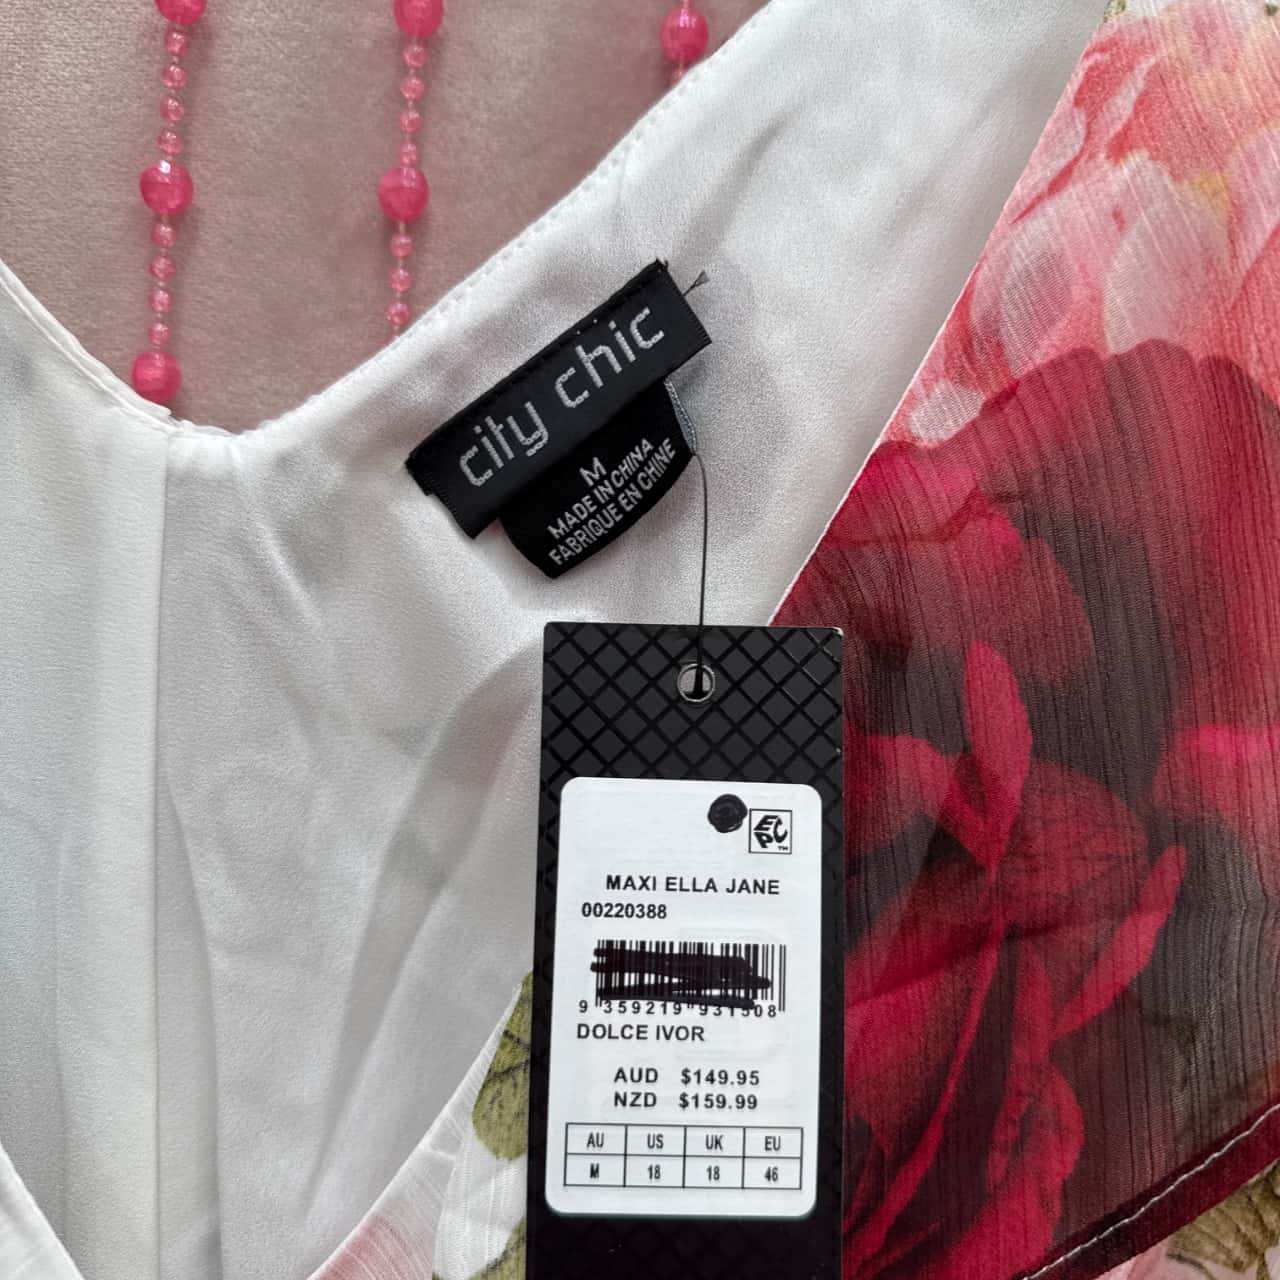 city chic
M
MADE IN CHINA
FABRIQUE EN CHINE
EPC™
MAXI ELLA JANE
00220388
9 359219 931508
DOLCE IVOR
AUD $149.95
NZD $159.99
AU US UK EU
M 18 18 46